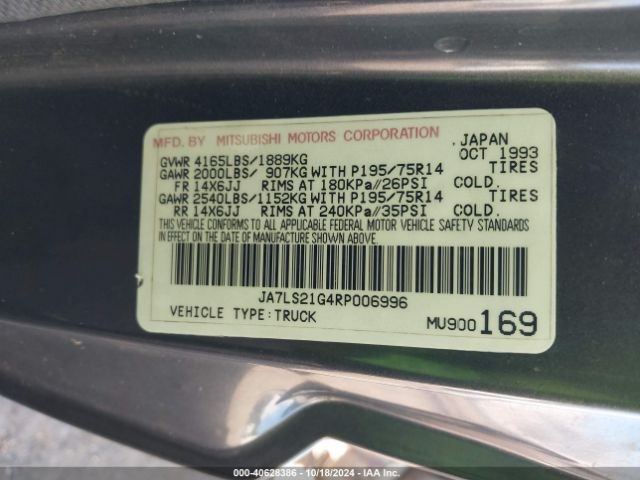 MFD. BY MITSUBISHI MOTORS CORPORATION
JAPAN
GVWR 4165LBS/1889KG OCT 1993
GAWR 2000LBS/ 907KG WITH P195/75R14 TIRES
FR 14X6JJ RIMS AT 180KPa/26PSI COLD.
GAWR 2540LBS/1152KG WITH P195/75R14 TIRES
RR 14X6JJ RIMS AT 240KPa/35PSI COLD.
THIS VEHICLE CONFORMS TO ALL APPLICABLE FEDERAL MOTOR VEHICLE SAFETY STANDARDS
IN EFFECT ON THE DATE OF MANUFACTURE SHOWN ABOVE.
JA7LS21G4RP006996
VEHICLE TYPE:TRUCK MU900169
000-40628386 - 10/18/2024 - IAA Inc.